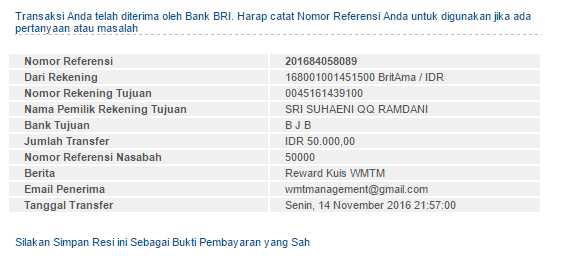 Transaksi Anda telah diterima oleh Bank BRI. Harap catat Nomor Referensi Anda untuk digunakan jika ada
pertanyaan atau masalah
Nomor Referensi 201684058089
Dari Rekening 168001001451500 BritAma / IDR
Nomor Rekening Tujuan 0045161439100
Nama Pemilik Rekening Tujuan SRI SUHAENI QQ RAMDANI
Bank Tujuan B J B
Jumlah Transfer IDR 50.000,00
Nomor Referensi Nasabah 50000
Berita Reward Kuis WMTM
Email Penerima wmtmanagement@gmail.com
Tanggal Transfer Senin, 14 November 2016 21:57:00
Silakan Simpan Resi ini Sebagai Bukti Pembayaran yang Sah